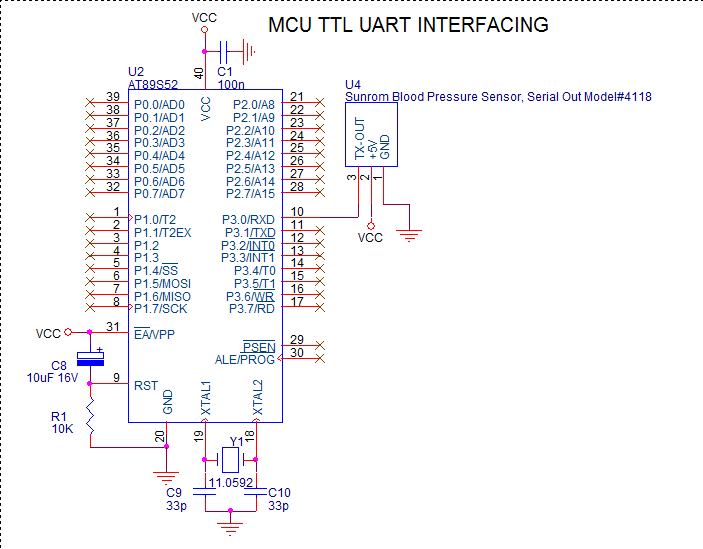 MCU TTL UART INTERFACING
VCC
U2
AT89S52
40
C1
100n
U4
Sunrom Blood Pressure Sensor, Serial Out Model#4118
VCC
39 P0.0/AD0 P2.0/A8 21
38 P0.1/AD1 P2.1/A9 22
37 P0.2/AD2 P2.2/A10 23
36 P0.3/AD3 P2.3/A11 24
35 P0.4/AD4 P2.4/A12 25
34 P0.5/AD5 P2.5/A13 26
33 P0.6/AD6 P2.6/A14 27
32 P0.7/AD7 P2.7/A15 28
TX-OUT +5V GND
3 2 1
1 P1.0/T2 P3.0/RXD 10
2 P1.1/T2EX P3.1/TXD 11
3 P1.2 P3.2/INT0 12
4 P1.3 P3.3/INT1 13
5 P1.4/SS P3.4/T0 14
6 P1.5/MOSI P3.5/T1 15
7 P1.6/MISO P3.6/WR 16
8 P1.7/SCK P3.7/RD 17
VCC
VCC 31 EA/VPP
PSEN 29
ALE/PROG 30
+
C8
10uF 16V
9 RST
GND XTAL1 XTAL2
R1
10K
20 19 18
Y1
11.0592
C9
33p
C10
33p